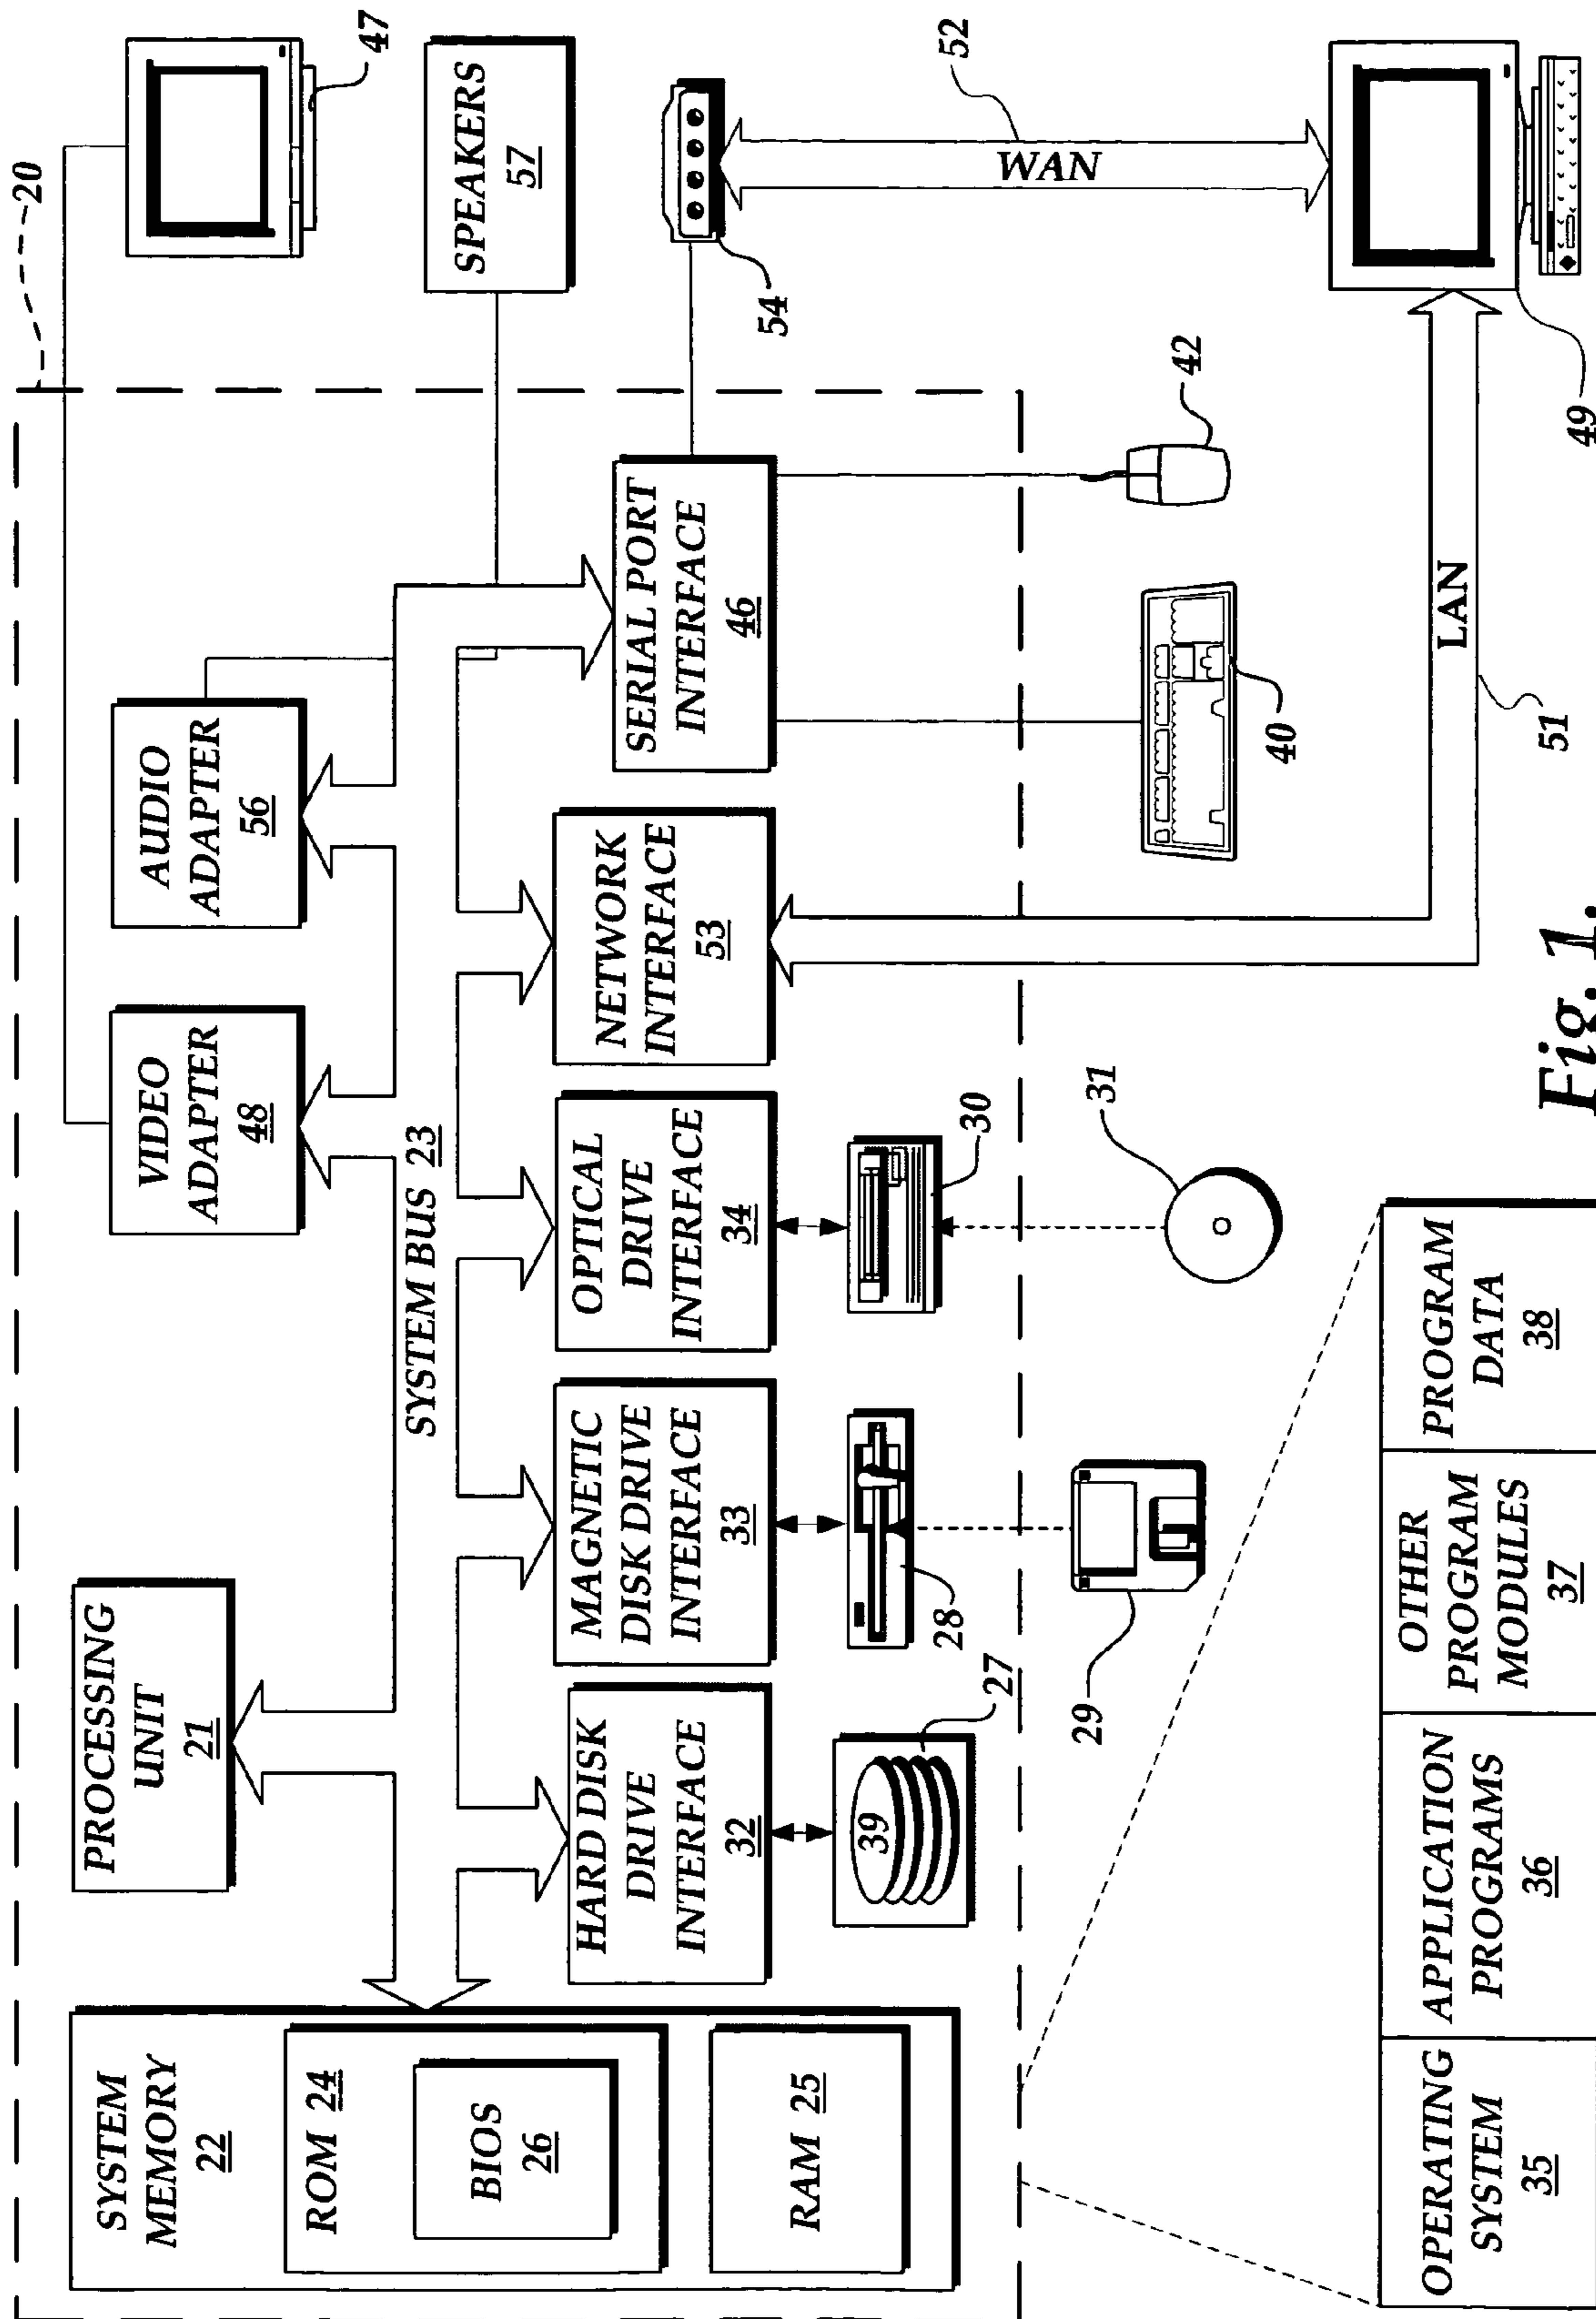 20
SYSTEM
MEMORY
22
ROM 24
BIOS
26
RAM 25
PROCESSING
UNIT
21
VIDEO
ADAPTER
48
AUDIO
ADAPTER
56
47
SYSTEM BUS 23
SPEAKERS
57
HARD DISK
DRIVE
INTERFACE
32
MAGNETIC
DISK DRIVE
INTERFACE
33
OPTICAL
DRIVE
INTERFACE
34
NETWORK
INTERFACE
53
SERIAL PORT
INTERFACE
46
54
39
27
28
30
29
31
40
42
WAN
52
LAN
51
49
OPERATING
SYSTEM
35
APPLICATION
PROGRAMS
36
OTHER
PROGRAM
MODULES
37
PROGRAM
DATA
38
Fig. 1.